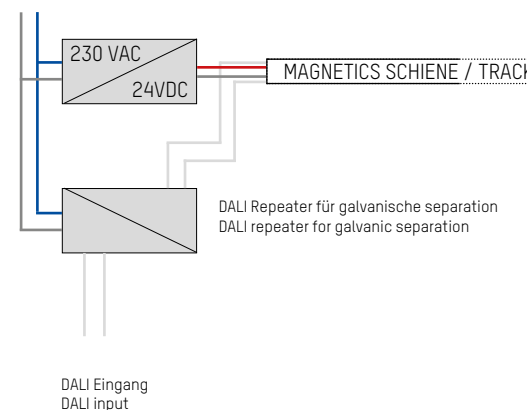 230 VAC
24VDC
MAGNETICS SCHIENE / TRACK
DALI Repeater für galvanische separation
DALI repeater for galvanic separation
DALI Eingang
DALI input